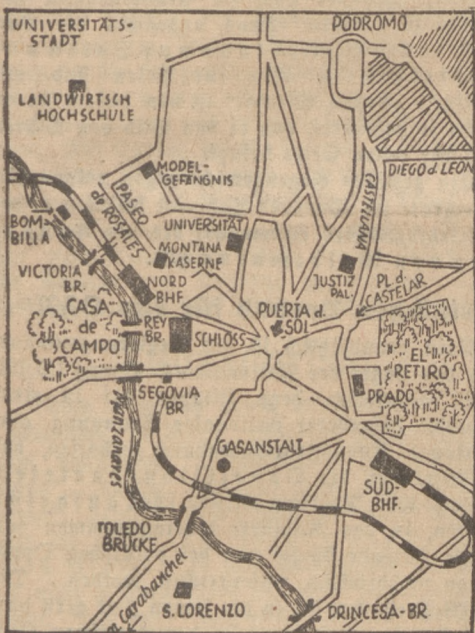 UNIVERSITÄTS-
STADT
PODROMO
LANDWIRTSCH
HOCHSCHULE
MODEL-
GEFÄNGNIS
DIEGO d. LEON
PASEO
de ROSALES
CASTELLANA
BOM-
BILLA
UNIVERSITÄT
MONTANA
KASERNE
VICTORIA
BR.
NORD
BHF
JUSTIZ
PAL.
PL. d.
CASTELAR
CASA-
de
CAMPO
REY
BR.
SCHLOSS
PUERTA d.
SOL
EL
RETIRO
PRADO
SEGOVIA
BR
Manzanares
GASANSTALT
SÜD-
BHF.
TOLEDO
BRÜCKE
n. Carabanchel
S. LORENZO
PRINCESA-BR.